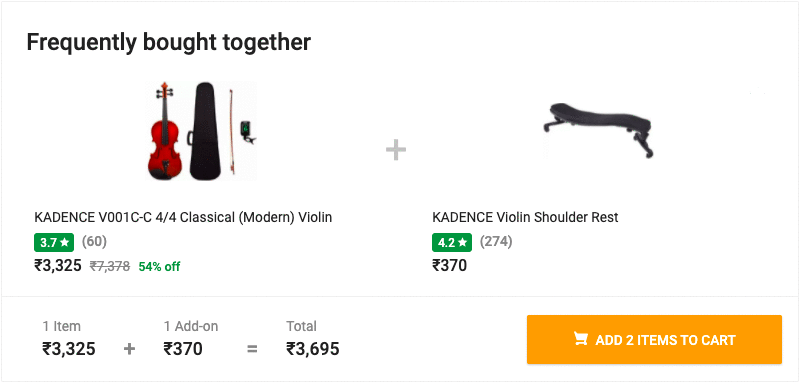 Frequently bought together
+
KADENCE V001C-C 4/4 Classical (Modern) Violin
3.7★ (60)
₹3,325 ₹7,378 54% off
KADENCE Violin Shoulder Rest
4.2★ (274)
₹370
1 Item + 1 Add-on = Total
₹3,325 ₹370 ₹3,695
ADD 2 ITEMS TO CART